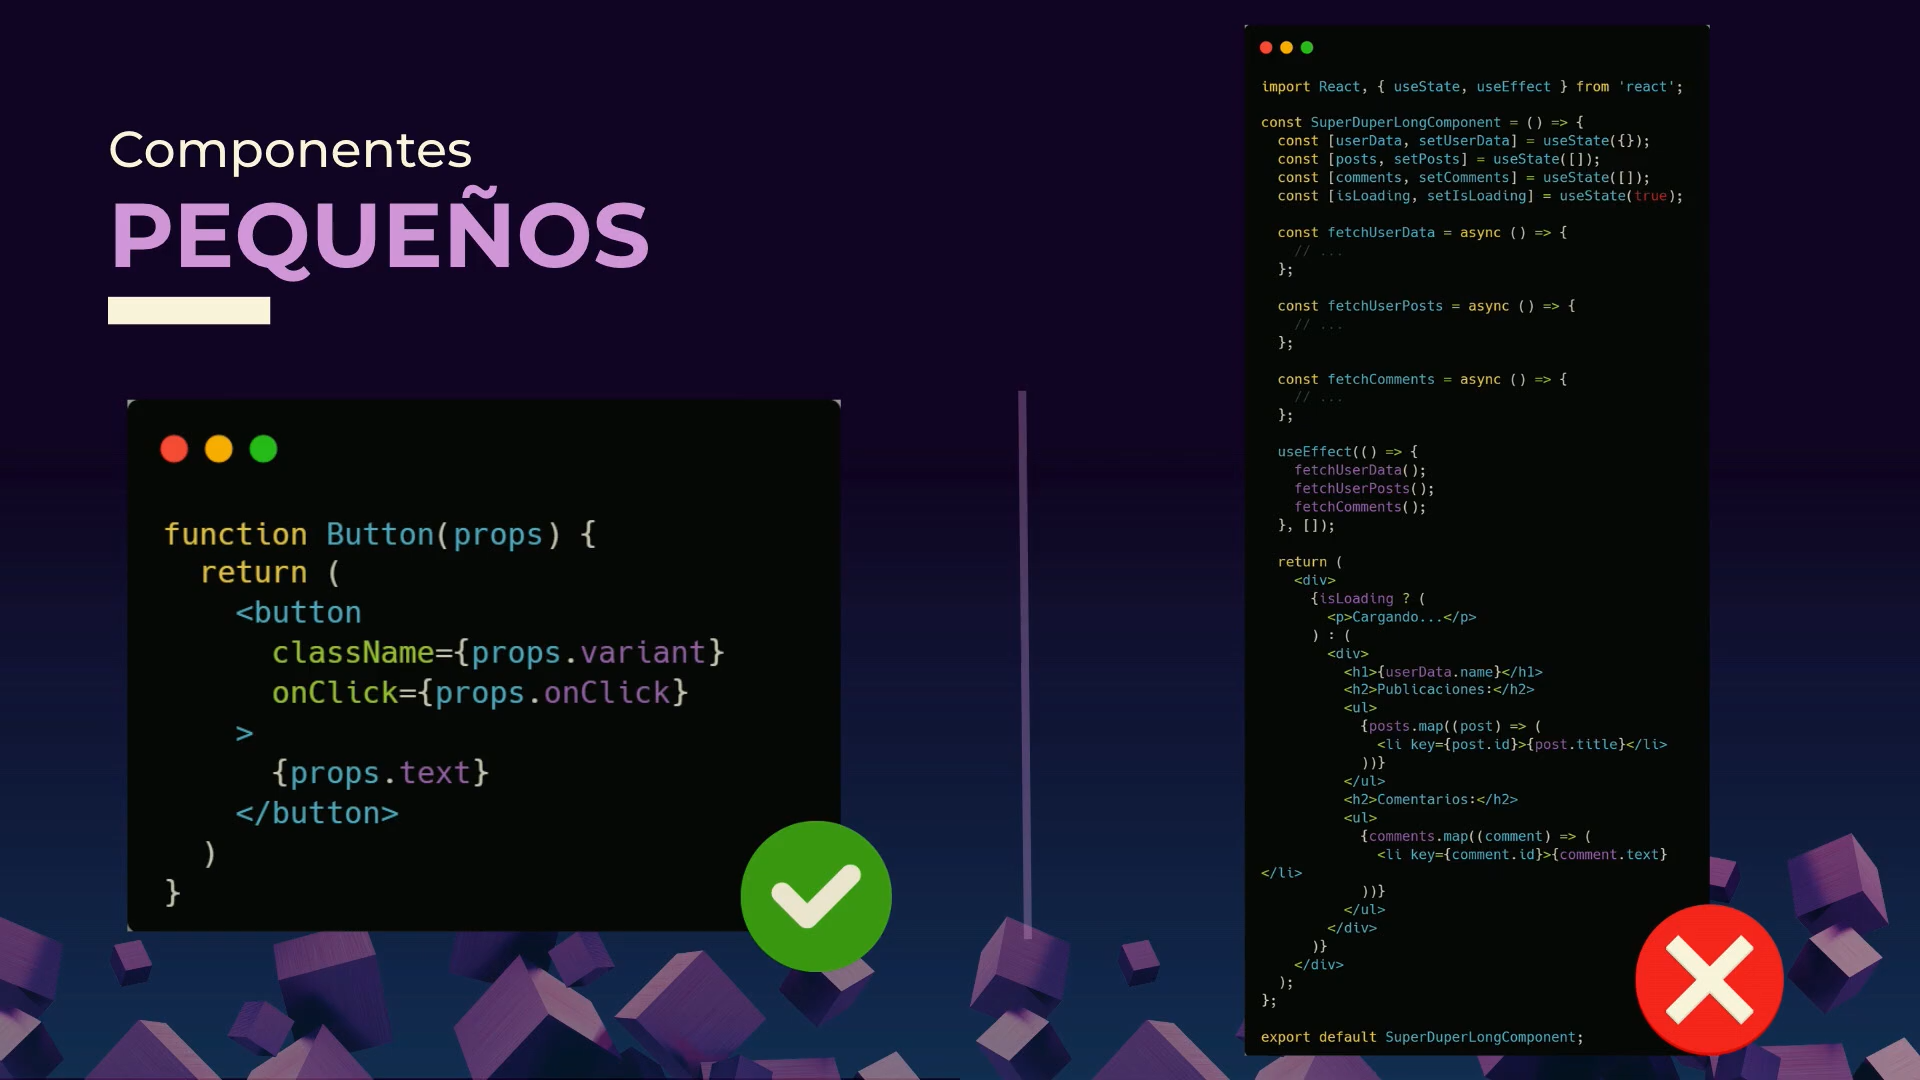 Componentes
PEQUEÑOS
function Button(props) {
  return (
    <button
      className={props.variant}
      onClick={props.onClick}
    >
      {props.text}
    </button>
  )
}
import React, { useState, useEffect } from 'react';
const SuperDuperLongComponent = () => {
  const [userData, setUserData] = useState({});
  const [posts, setPosts] = useState([]);
  const [comments, setComments] = useState([]);
  const [isLoading, setIsLoading] = useState(true);
  const fetchUserData = async () => {
    // ...
  };
  const fetchUserPosts = async () => {
    // ...
  };
  const fetchComments = async () => {
    // ...
  };
  useEffect(() => {
    fetchUserData();
    fetchUserPosts();
    fetchComments();
  }, []);
  return (
    <div>
      {isLoading ? (
        <p>Cargando...</p>
      ) : (
        <div>
          <h1>{userData.name}</h1>
          <h2>Publicaciones:</h2>
          <ul>
            {posts.map((post) => (
              <li key={post.id}>{post.title}</li>
            ))}
          </ul>
          <h2>Comentarios:</h2>
          <ul>
            {comments.map((comment) => (
              <li key={comment.id}>{comment.text}
</li>
            ))}
          </ul>
        </div>
      )}
    </div>
  );
};
export default SuperDuperLongComponent;